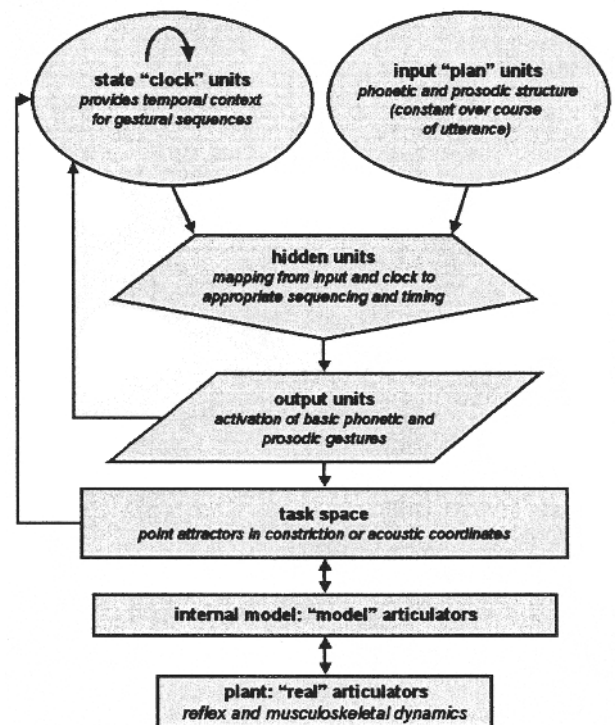 state “clock” units
provides temporal context
for gestural sequences
input “plan” units
phonetic and prosodic structure
(constant over course
of utterance)
hidden units
mapping from input and clock to
appropriate sequencing and timing
output units
activation of basic phonetic and
prosodic gestures
task space
point attractors in constriction or acoustic coordinates
internal model: “model” articulators
plant: “real” articulators
reflex and musculoskeletal dynamics